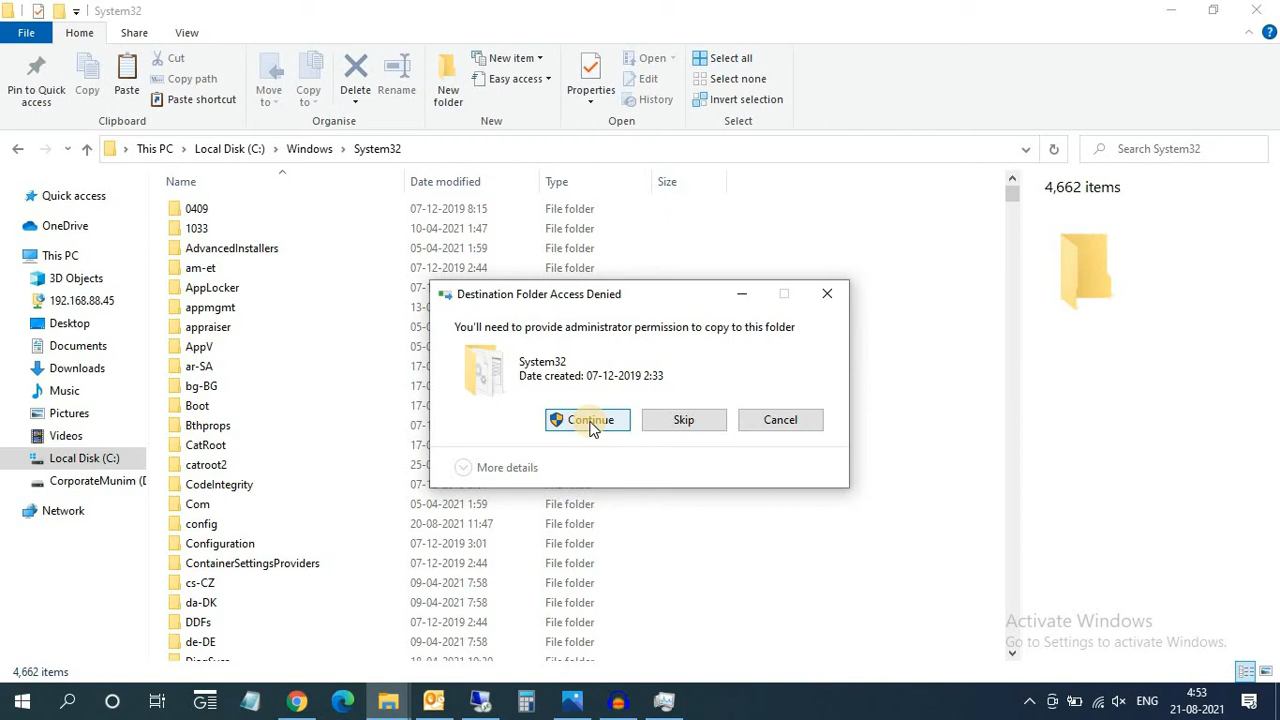 System32
File Home Share View
Pin to Quick access
Copy
Paste
Cut
Copy path
Paste shortcut
Clipboard
Move to
Copy to
Delete
Rename
Organise
New folder
New item
Easy access
New
Properties
Open
Edit
History
Open
Select all
Select none
Invert selection
Select
This PC > Local Disk (C:) > Windows > System32
Search System32
Name Date modified Type Size
4,662 items
Quick access
OneDrive
This PC
3D Objects
192.168.88.45
Desktop
Documents
Downloads
Music
Pictures
Videos
Local Disk (C:)
CorporateMunim (D
Network
0409 07-12-2019 8:15 File folder
1033 10-04-2021 1:47 File folder
AdvancedInstallers 05-04-2021 1:59 File folder
am-et 07-12-2019 2:44 File folder
AppLocker
appmgmt
appraiser
AppV
ar-SA
bg-BG
Boot
Bthprops
CatRoot
catroot2
CodeIntegrity
Com 05-04-2021 1:59 File folder
config 20-08-2021 11:47 File folder
Configuration 07-12-2019 3:01 File folder
ContainerSettingsProviders 07-12-2019 2:44 File folder
cs-CZ 09-04-2021 7:58 File folder
da-DK 09-04-2021 7:58 File folder
DDFs 07-12-2019 2:44 File folder
de-DE 09-04-2021 7:58 File folder
Destination Folder Access Denied
You'll need to provide administrator permission to copy to this folder
System32
Date created: 07-12-2019 2:33
Continue Skip Cancel
More details
Activate Windows
Go to Settings to activate Windows.
4,662 items
ENG
4:53
21-08-2021